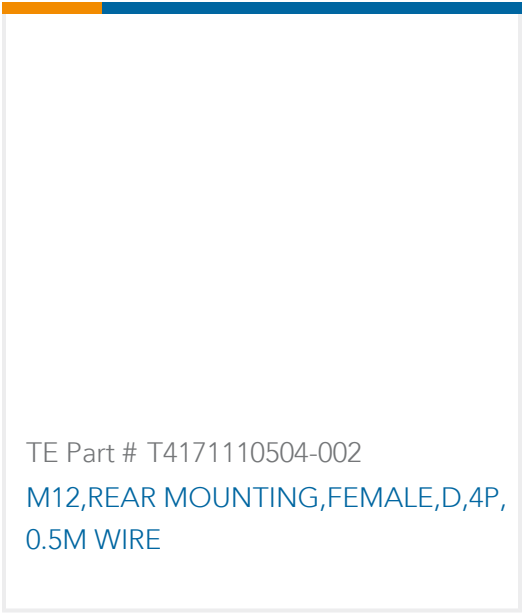 TE Part # T4171110504-002
M12,REAR MOUNTING,FEMALE,D,4P,
0.5M WIRE